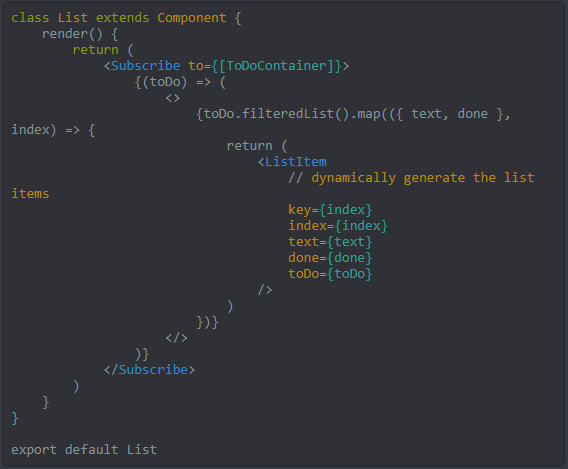 class List extends Component {
    render() {
        return (
            <Subscribe to={[ToDoContainer]}>
                {(toDo) => (
                    <>
                        {toDo.filteredList().map(({ text, done },
index) => {
                            return (
                                <ListItem
                                    // dynamically generate the list
items
                                    key={index}
                                    index={index}
                                    text={text}
                                    done={done}
                                    toDo={toDo}
                                />
                            )
                        })}
                    </>
                )}
            </Subscribe>
        )
    }
}

export default List